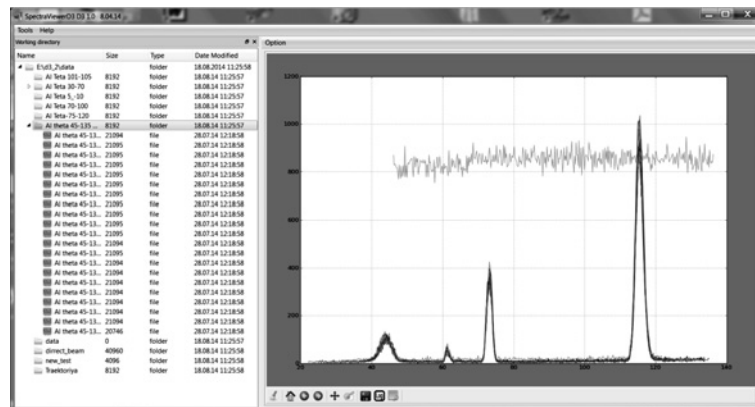 SpectraViewerD3 D3 1.0 8.04.14
Tools Help
Working directory
Option
Name Size Type Date Modified
E:\d3_2\data folder 18.08.2014 11:25:58
Al Teta 101-105 8192 folder 18.08.14 11:25:57
Al Teta 30-70 8192 folder 18.08.14 11:25:57
Al Teta 5_-10 8192 folder 18.08.14 11:25:58
Al Teta 70-100 8192 folder 18.08.14 11:25:57
Al Teta-75-120 8192 folder 18.08.14 11:25:57
Al theta 45-135 ... 8192 folder 18.08.14 11:25:57
Al theta 45-13... 21094 file 28.07.14 12:18:58
Al theta 45-13... 21095 file 28.07.14 12:18:58
Al theta 45-13... 21095 file 28.07.14 12:18:58
Al theta 45-13... 21095 file 28.07.14 12:18:58
Al theta 45-13... 21095 file 28.07.14 12:18:58
Al theta 45-13... 21095 file 28.07.14 12:18:58
Al theta 45-13... 21095 file 28.07.14 12:18:58
Al theta 45-13... 21095 file 28.07.14 12:18:58
Al theta 45-13... 21095 file 28.07.14 12:18:58
Al theta 45-13... 21095 file 28.07.14 12:18:58
Al theta 45-13... 21095 file 28.07.14 12:18:58
Al theta 45-13... 21094 file 28.07.14 12:18:58
Al theta 45-13... 21095 file 28.07.14 12:18:58
Al theta 45-13... 21094 file 28.07.14 12:18:58
Al theta 45-13... 21094 file 28.07.14 12:18:58
Al theta 45-13... 21094 file 28.07.14 12:18:58
Al theta 45-13... 21094 file 28.07.14 12:18:58
Al theta 45-13... 21094 file 28.07.14 12:18:58
Al theta 45-13... 20746 file 28.07.14 12:18:58
data 0 folder 18.08.14 11:25:57
dirrect_beam 40960 folder 18.08.14 11:25:58
new_test 4096 folder 18.08.14 11:25:58
Traektoriya 8192 folder 18.08.14 11:25:58
1200
1000
800
600
400
200
0
20 40 60 80 100 120 140